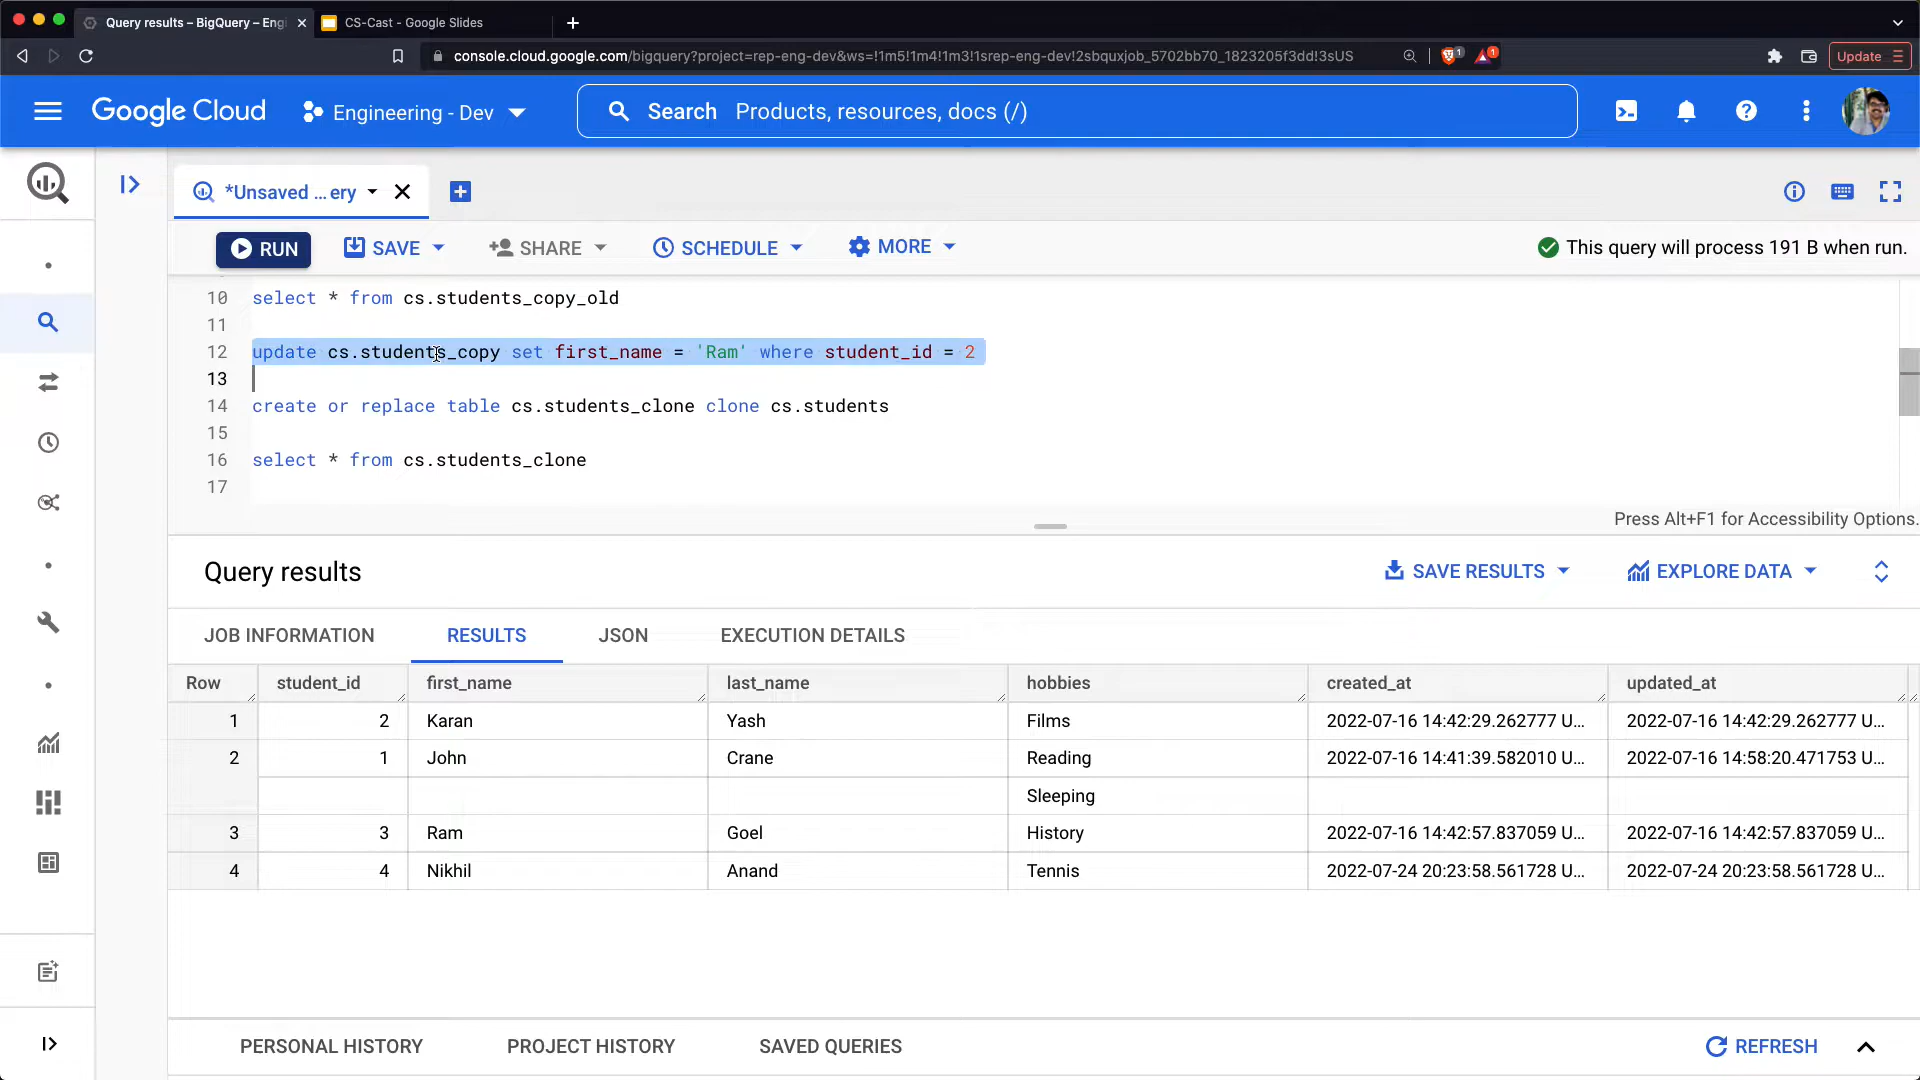 Query results – BigQuery – Engi
CS-Cast - Google Slides
console.cloud.google.com/bigquery?project=rep-eng-dev&ws=!1m5!1m4!1m3!1srep-eng-dev!2sbquxjob_5702bb70_1823205f3dd!3sUS
1
1
Update
Google Cloud
Engineering - Dev
Search Products, resources, docs (/)
*Unsaved ...ery
RUN
SAVE
SHARE
SCHEDULE
MORE
This query will process 191 B when run.
10 select * from cs.students_copy_old
11
12 update cs.students_copy set first_name = 'Ram' where student_id = 2
13
14 create or replace table cs.students_clone clone cs.students
15
16 select * from cs.students_clone
17
Press Alt+F1 for Accessibility Options.
Query results
SAVE RESULTS
EXPLORE DATA
JOB INFORMATION
RESULTS
JSON
EXECUTION DETAILS
Row student_id first_name last_name hobbies created_at updated_at
1 2 Karan Yash Films 2022-07-16 14:42:29.262777 U... 2022-07-16 14:42:29.262777 U...
2 1 John Crane Reading 2022-07-16 14:41:39.582010 U... 2022-07-16 14:58:20.471753 U...
Sleeping
3 3 Ram Goel History 2022-07-16 14:42:57.837059 U... 2022-07-16 14:42:57.837059 U...
4 4 Nikhil Anand Tennis 2022-07-24 20:23:58.561728 U... 2022-07-24 20:23:58.561728 U...
PERSONAL HISTORY
PROJECT HISTORY
SAVED QUERIES
REFRESH